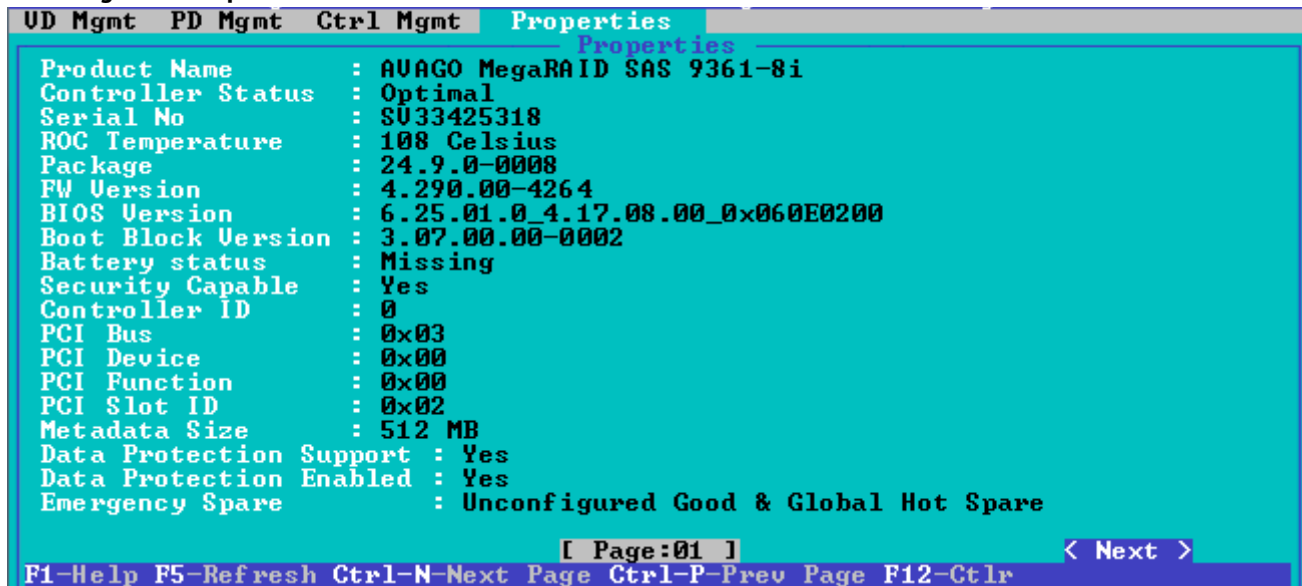 VD Mgmt PD Mgmt Ctrl Mgmt Properties
Properties
Product Name : AVAGO MegaRAID SAS 9361-8i
Controller Status : Optimal
Serial No : SV33425318
ROC Temperature : 108 Celsius
Package : 24.9.0-0008
FW Version : 4.290.00-4264
BIOS Version : 6.25.01.0_4.17.08.00_0x060E0200
Boot Block Version : 3.07.00.00-0002
Battery status : Missing
Security Capable : Yes
Controller ID : 0
PCI Bus : 0x03
PCI Device : 0x00
PCI Function : 0x00
PCI Slot ID : 0x02
Metadata Size : 512 MB
Data Protection Support : Yes
Data Protection Enabled : Yes
Emergency Spare : Unconfigured Good & Global Hot Spare
[ Page:01 ] < Next >
F1-Help F5-Refresh Ctrl-N-Next Page Ctrl-P-Prev Page F12-Ctlr